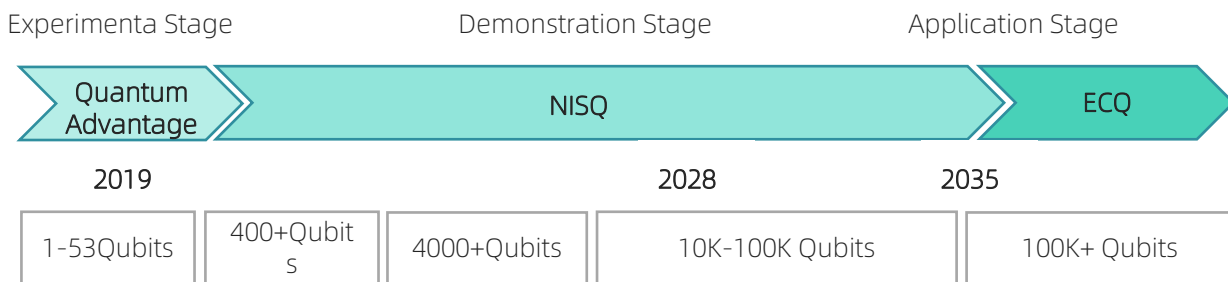 Experimenta Stage
Demonstration Stage
Application Stage
Quantum
Advantage
NISQ
ECQ
2019
2028
2035
1-53Qubits
400+Qubit
s
4000+Qubits
10K-100K Qubits
100K+ Qubits